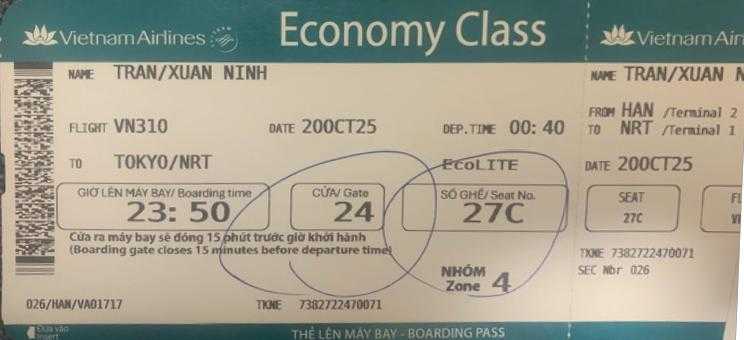 Vietnam Airlines
Economy Class
Vietnam Air
NAME TRAN/XUAN NINH
NAME TRAN/XUAN N
FLIGHT VN310 DATE 20OCT25 DEP.TIME 00: 40
FROM HAN /Terminal 2
TO NRT /Terminal 1
TO TOKYO/NRT EcoLITE
DATE 20OCT25
GIỜ LÊN MÁY BAY/ Boarding time
23: 50
CỬA/ Gate
24
SỐ GHẾ/ Seat No.
27C
SEAT
27C
Cửa ra máy bay sẽ đóng 15 phút trước giờ khởi hành
(Boarding gate closes 15 minutes before departure time)
NHÓM
Zone 4
TKNE 7382722470071
SEC Nbr 026
026/HAN/VA01717 TKNE 7382722470071
Đưa vào
Insert
THẺ LÊN MÁY BAY - BOARDING PASS